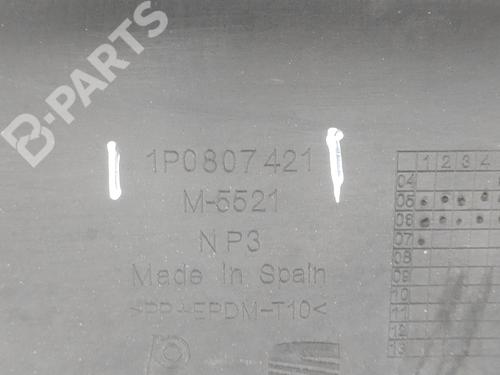 B-PARTS
1P0807421
M-5521
NP3
Made In Spain
>PP+EPDM-T10<
1 2 3 4
04
05
06
07
08
09
10
11
12
13